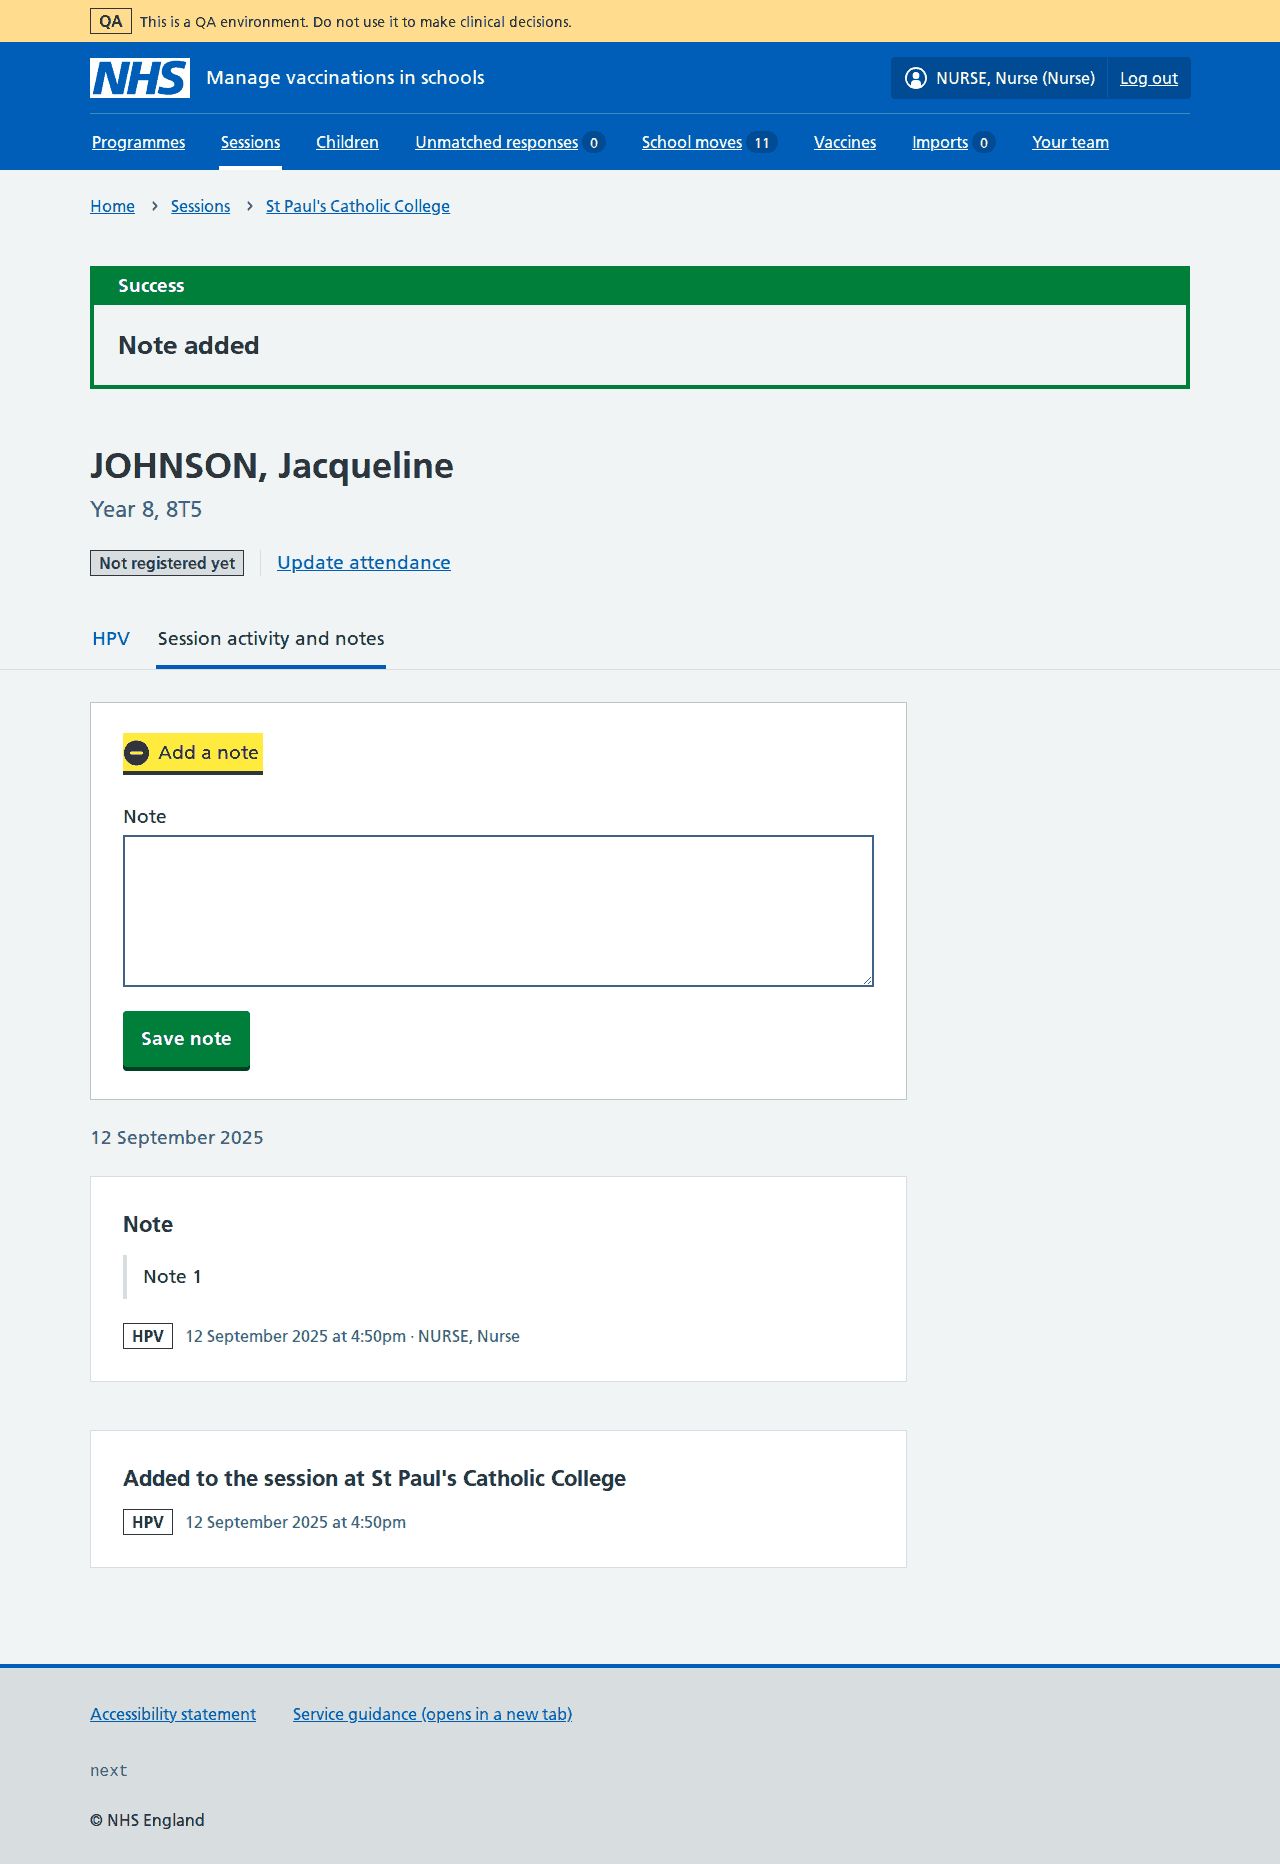 QA This is a QA environment. Do not use it to make clinical decisions.
NHS Manage vaccinations in schools NURSE, Nurse (Nurse) Log out
Programmes Sessions Children Unmatched responses 0 School moves 11 Vaccines Imports 0 Your team
Home Sessions St Paul's Catholic College
Success
Note added
JOHNSON, Jacqueline
Year 8, 8T5
Not registered yet Update attendance
HPV Session activity and notes
Add a note
Note
Save note
12 September 2025
Note
Note 1
HPV 12 September 2025 at 4:50pm · NURSE, Nurse
Added to the session at St Paul's Catholic College
HPV 12 September 2025 at 4:50pm
Accessibility statement Service guidance (opens in a new tab)
next
© NHS England